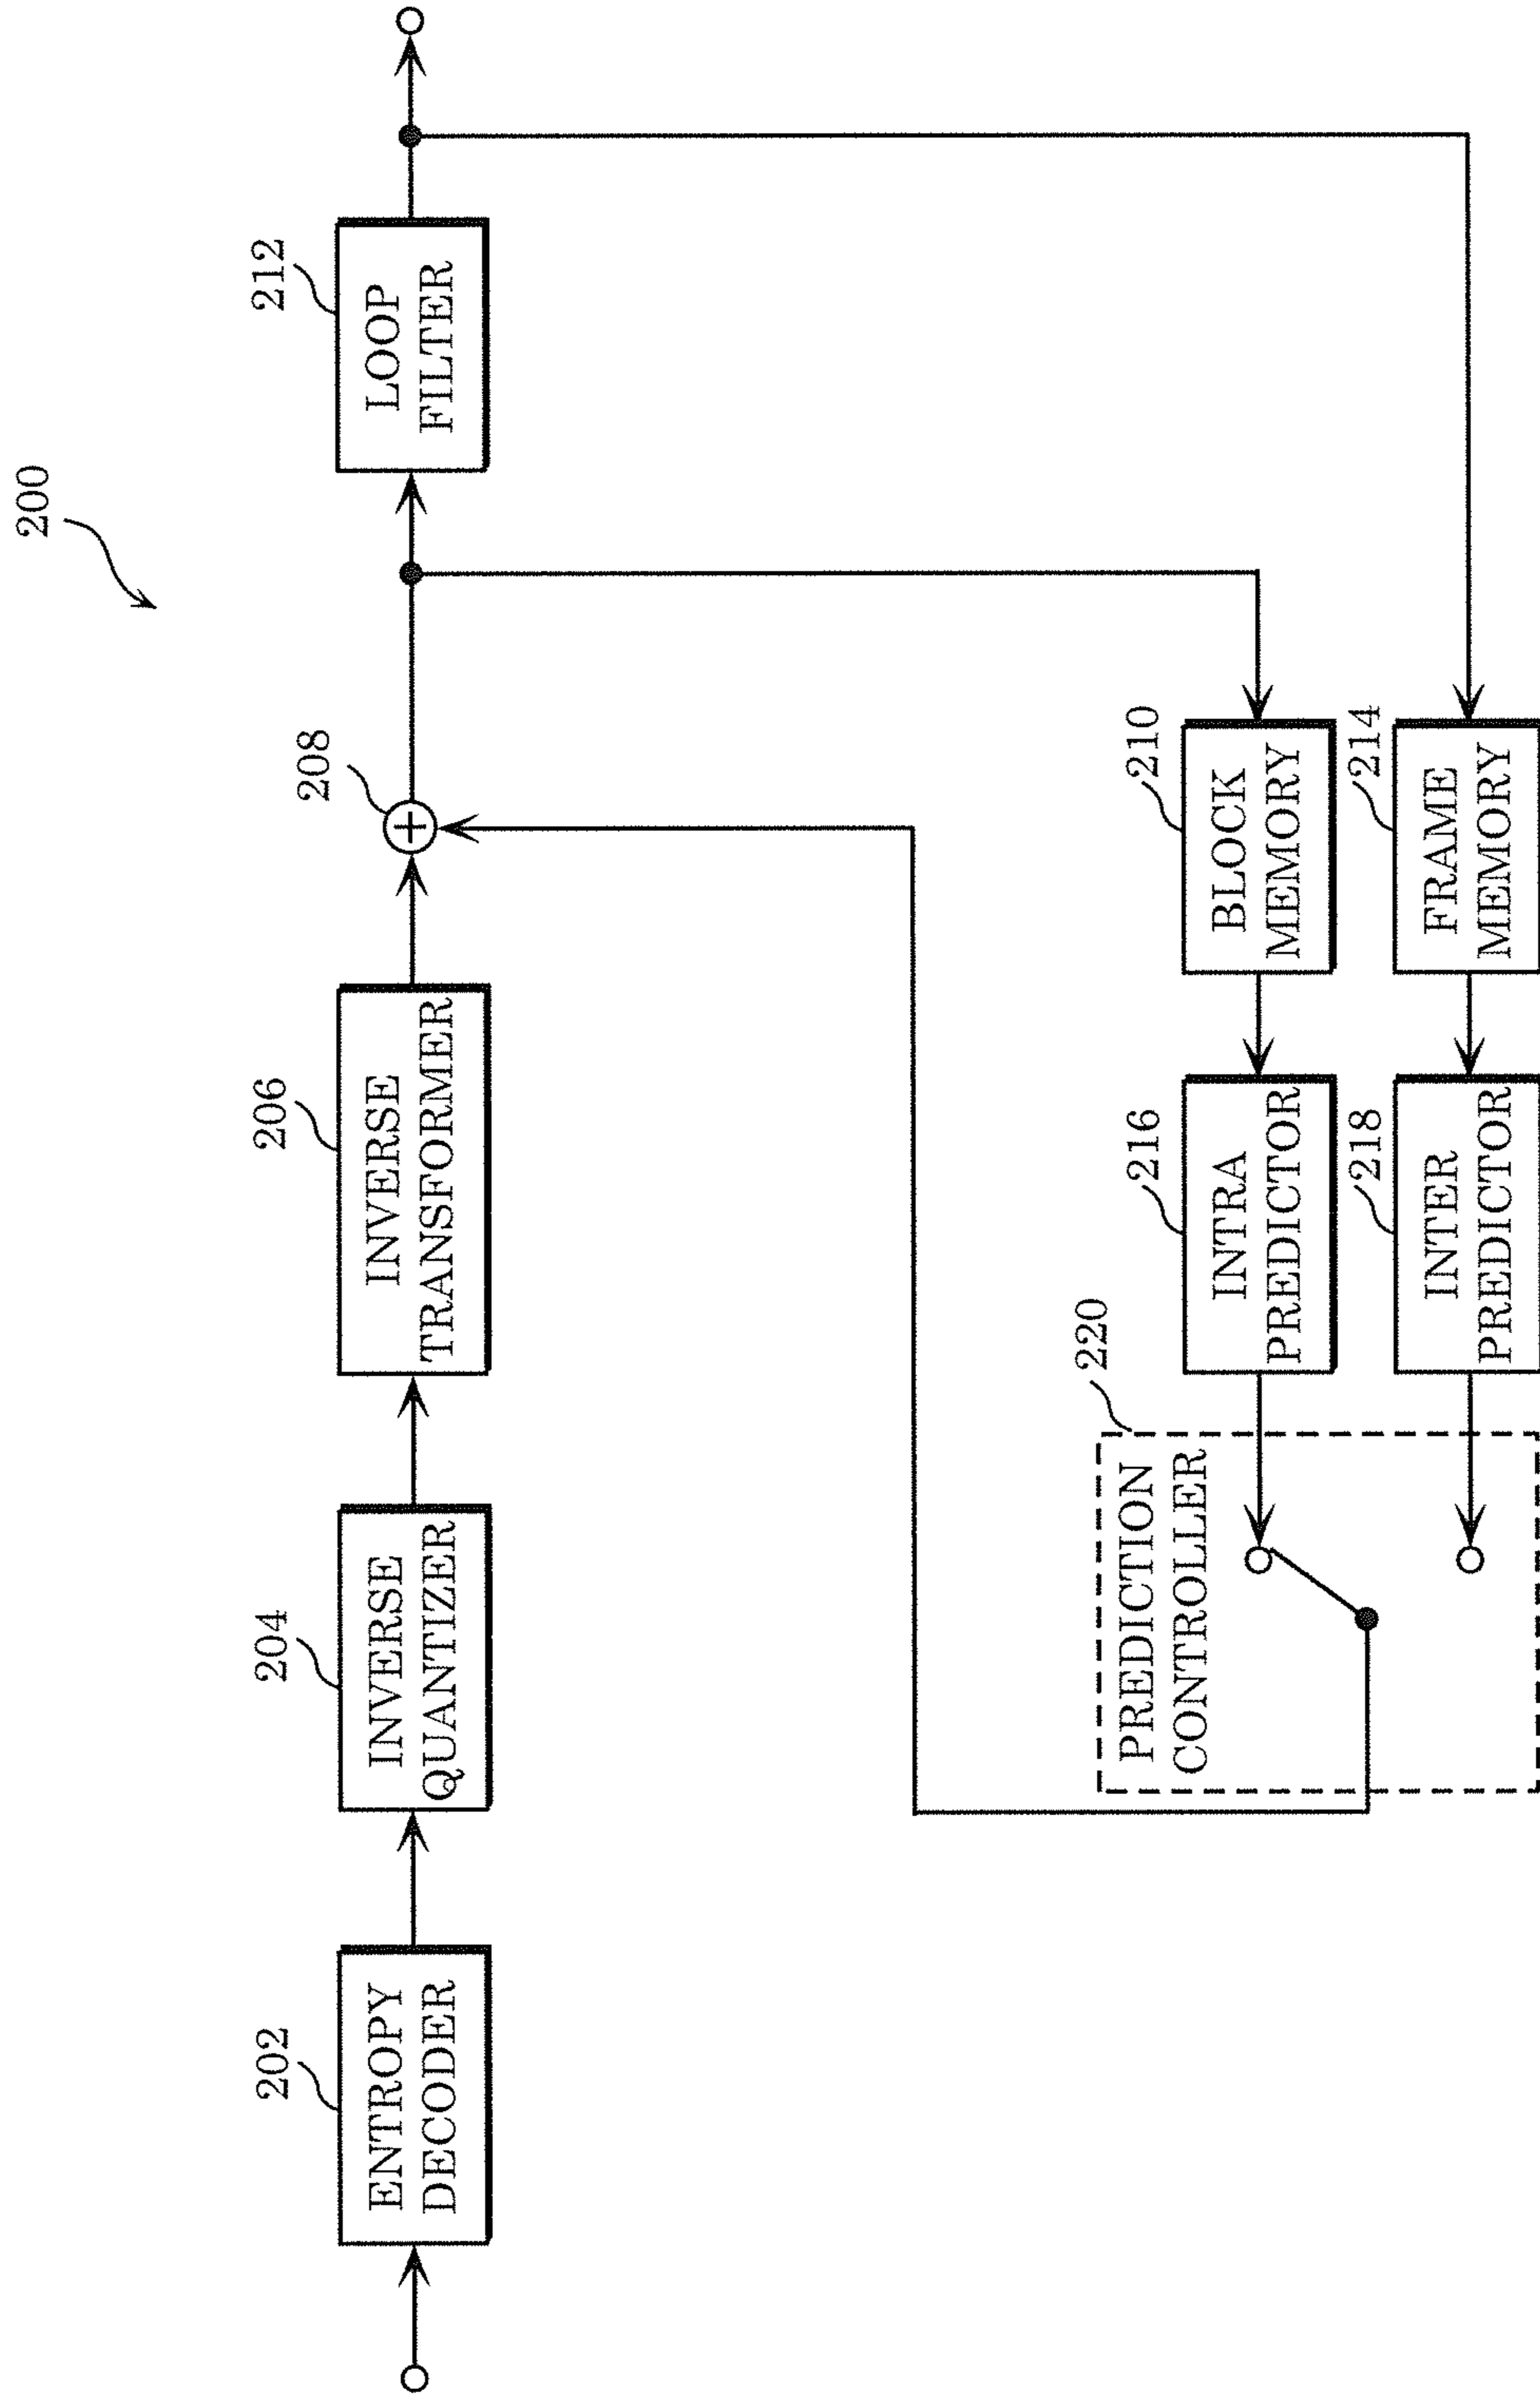 200
202
ENTROPY
DECODER
204
INVERSE
QUANTIZER
206
INVERSE
TRANSFORMER
208
+
212
LOOP
FILTER
220
PREDICTION
CONTROLLER
216
INTRA
PREDICTOR
210
BLOCK
MEMORY
218
INTER
PREDICTOR
214
FRAME
MEMORY